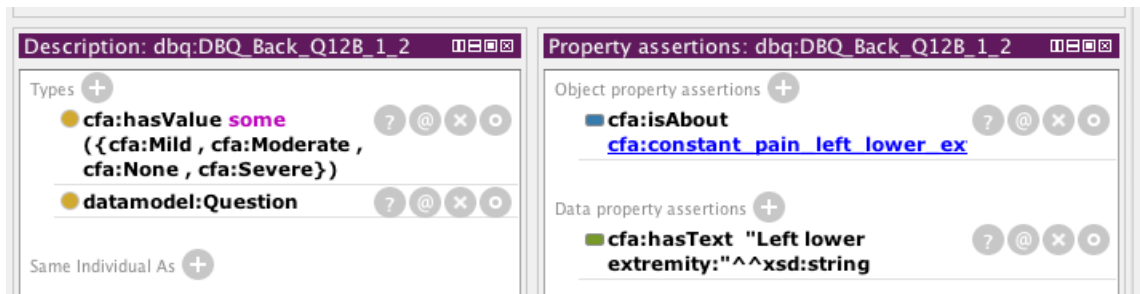 Description: dbq:DBQ_Back_Q12B_1_2
Types
cfa:hasValue some
({cfa:Mild , cfa:Moderate ,
cfa:None , cfa:Severe})
datamodel:Question
Same Individual As
Property assertions: dbq:DBQ_Back_Q12B_1_2
Object property assertions
cfa:isAbout
cfa:constant_pain_left_lower_ex
Data property assertions
cfa:hasText "Left lower
extremity:"^^xsd:string